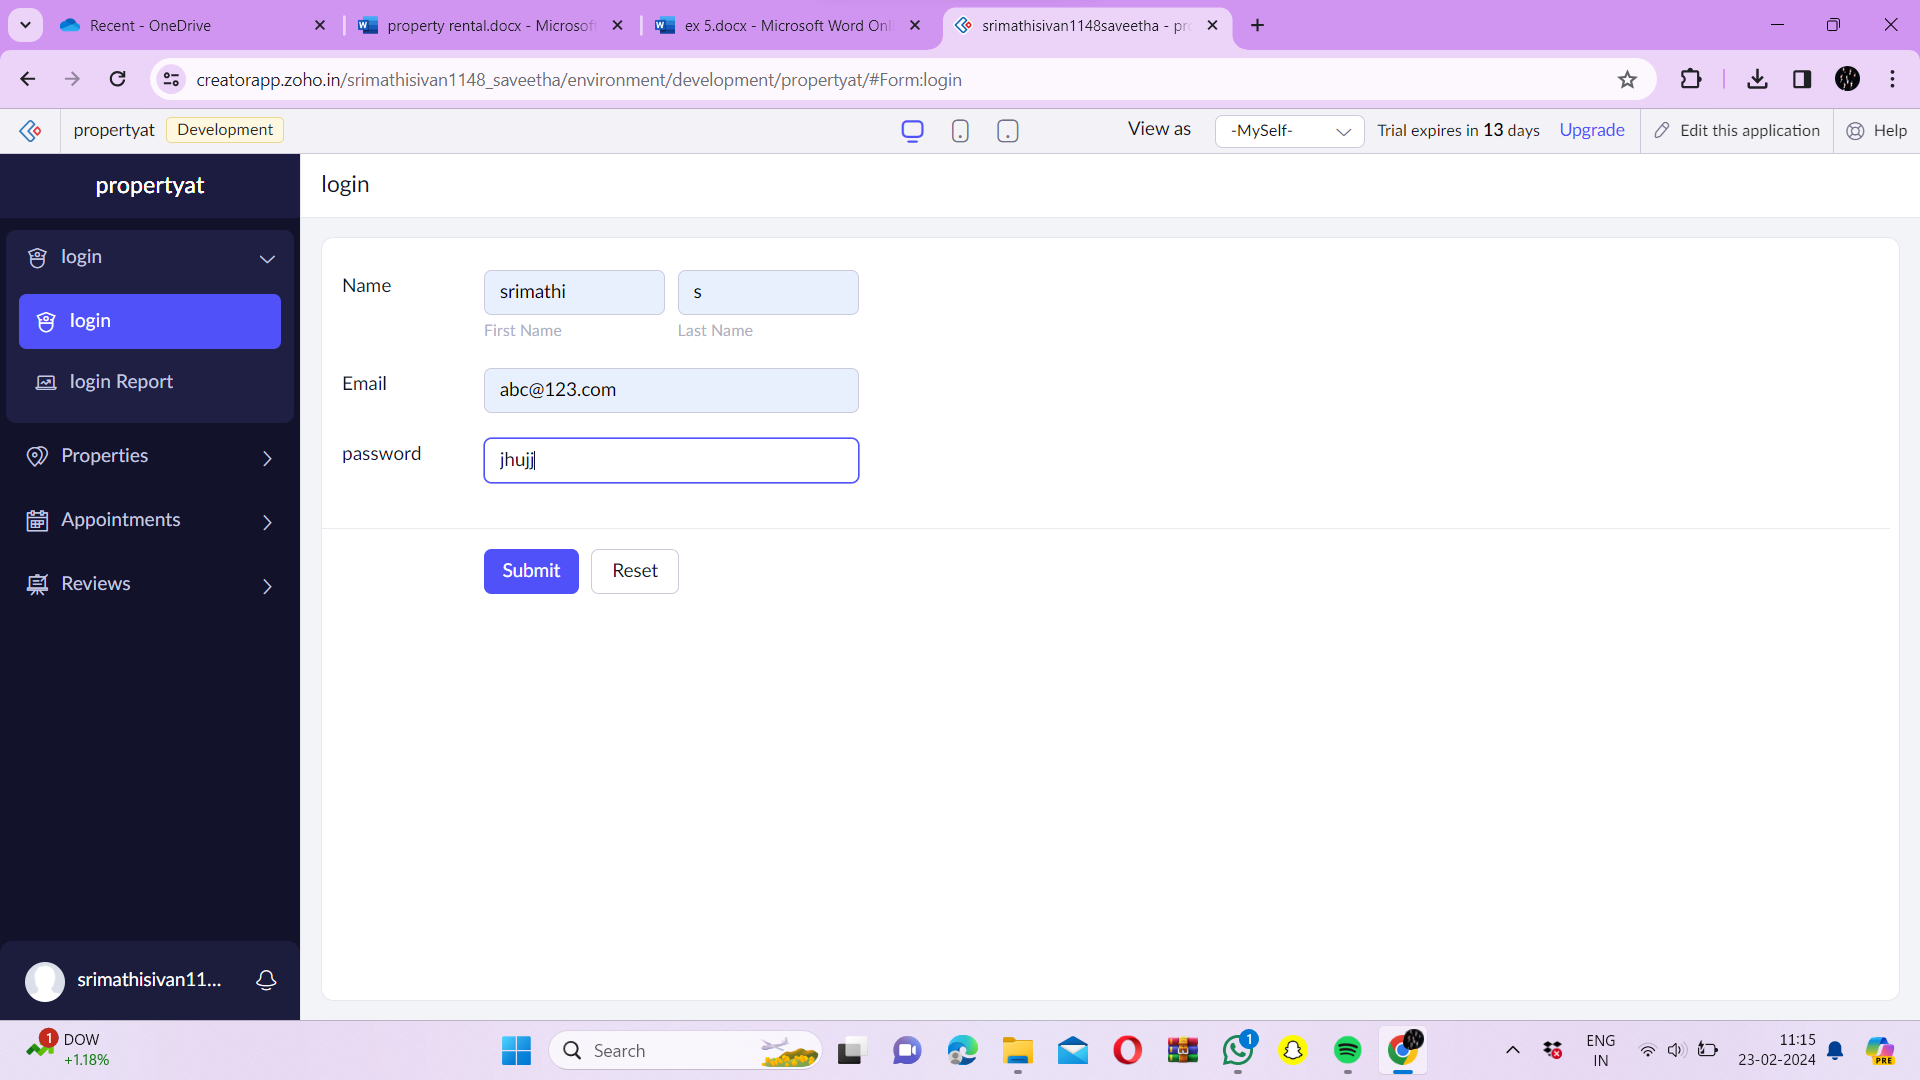 Recent - OneDrive
property rental.docx - Microsof
ex 5.docx - Microsoft Word Onl
srimathisivan1148saveetha - pr
creatorapp.zoho.in/srimathisivan1148_saveetha/environment/development/propertyat/#Form:login
propertyat
Development
View as
-MySelf-
Trial expires in 13 days
Upgrade
Edit this application
Help
propertyat
login
login
login Report
Properties
Appointments
Reviews
srimathisivan11...
login
Name
srimathi
s
First Name
Last Name
Email
abc@123.com
password
jhujj
Submit
Reset
1
DOW
+1.18%
Search
1
ENG
IN
11:15
23-02-2024
PRE